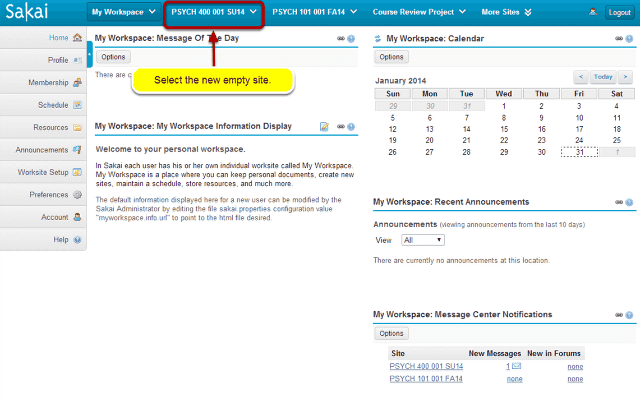 Sakai
My Workspace
PSYCH 400 001 SU14
PSYCH 101 001 FA14
Course Review Project
More Sites
Logout
Home
Profile
Membership
Schedule
Resources
Announcements
Worksite Setup
Preferences
Account
Help
My Workspace: Message Of The Day
Options
There are c
Select the new empty site.
My Workspace: My Workspace Information Display
Welcome to your personal workspace.
In Sakai each user has his or her own individual worksite called My Workspace.
My Workspace is a place where you can keep personal documents, create new
sites, maintain a schedule, store resources, and much more.
The default information displayed here for a new user can be modified by the
Sakai Administrator by editing the file sakai.properties configuration value
"myworkspace.info.url" to point to the html file desired.
My Workspace: Calendar
Options
January 2014
< Today >
Sun Mon Tue Wed Thu Fri Sat
29 30 31 1 2 3 4
5 6 7 8 9 10 11
12 13 14 15 16 17 18
19 20 21 22 23 24 25
26 27 28 29 30 31 1
My Workspace: Recent Announcements
Announcements (viewing announcements from the last 10 days)
View All
There are currently no announcements at this location.
My Workspace: Message Center Notifications
Options
Site New Messages New in Forums
PSYCH 400 001 SU14 1 none
PSYCH 101 001 FA14 none none